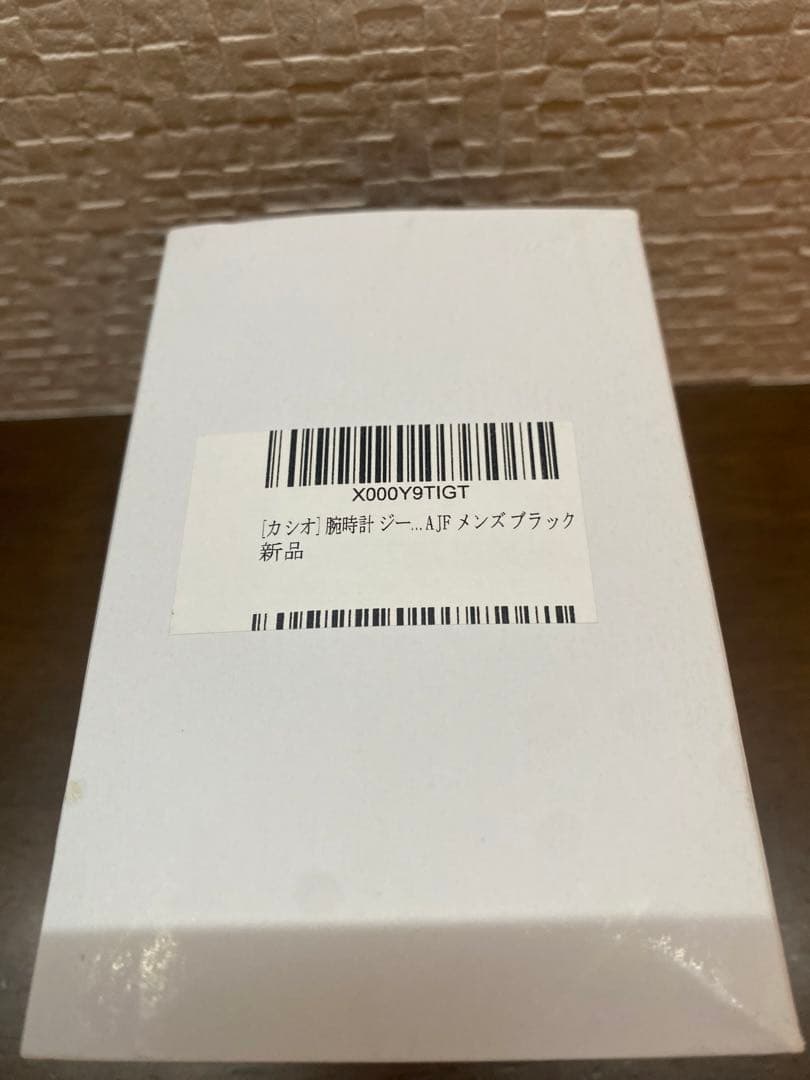 X000Y9TIGT
[カシオ] 腕時計 ジー...AJF メンズ ブラック
新品